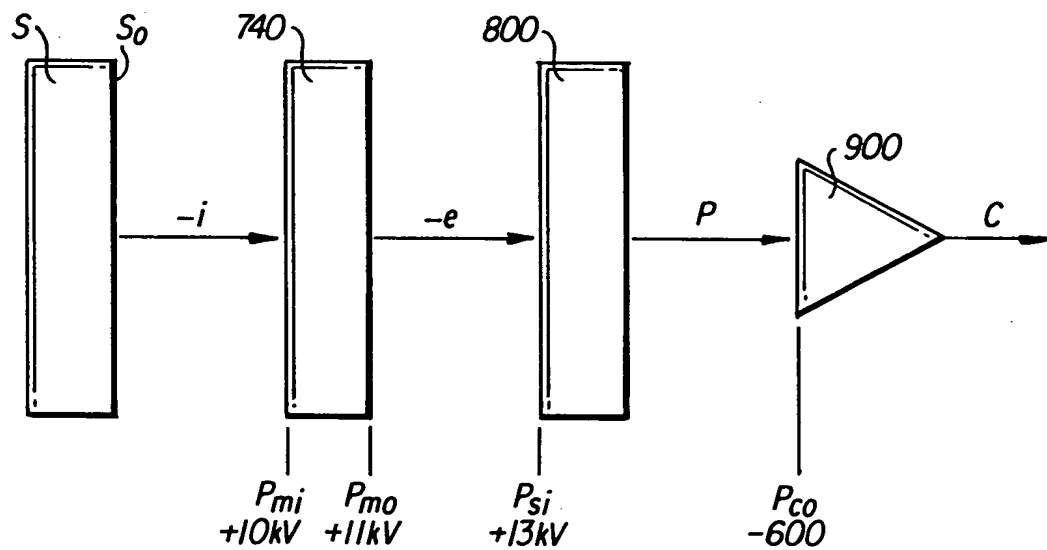 S
S₀
740
800
900
-i
-e
P
C
Pmi
+10kV
Pmo
+11kV
Psi
+13kV
Pco
-600